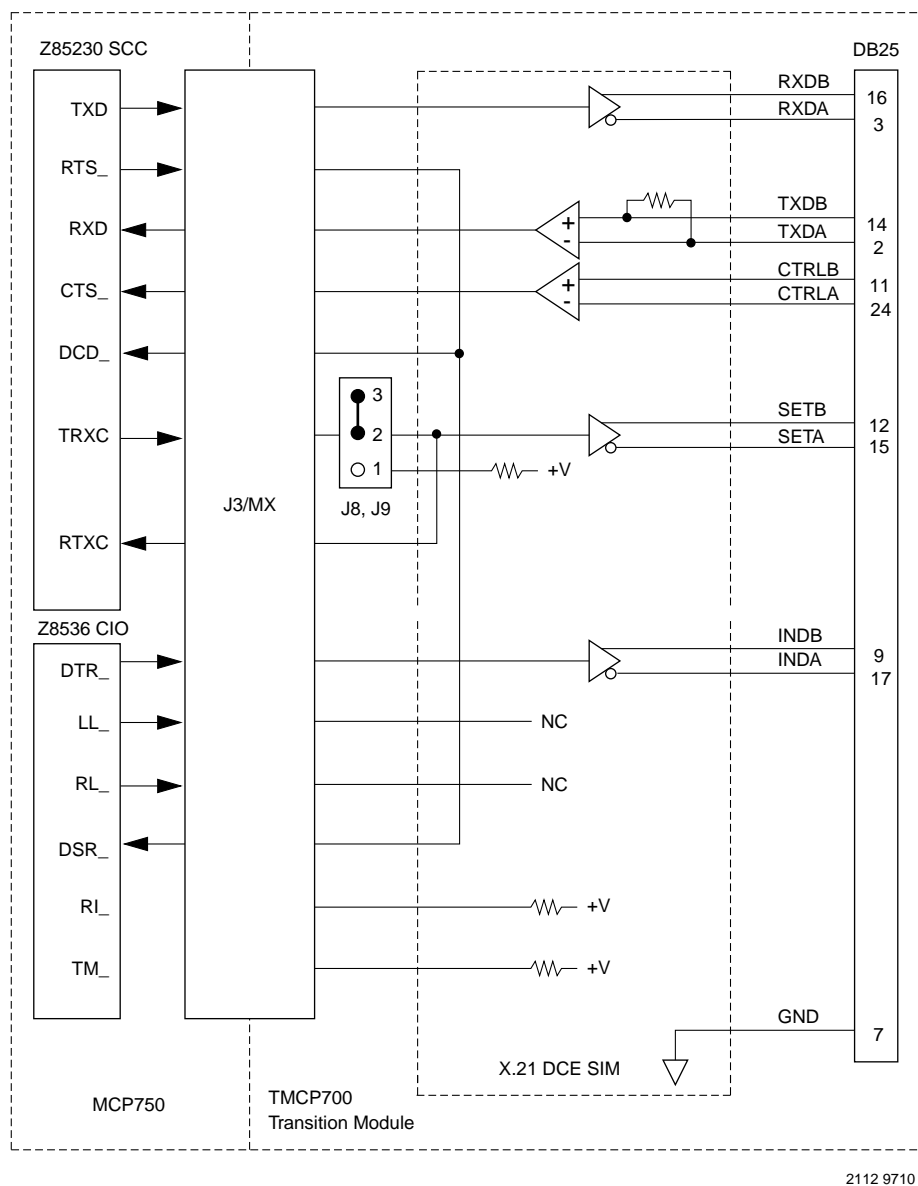 Z85230 SCC
DB25
TXD
RTS_
RXD
CTS_
DCD_
TRXC
RTXC
Z8536 CIO
DTR_
LL_
RL_
DSR_
RI_
TM_
J3/MX
3
2
1
J8, J9
+V
NC
NC
+V
+V
+
-
+
-
RXDB
16
RXDA
3
TXDB
14
TXDA
2
CTRLB
11
CTRLA
24
SETB
12
SETA
15
INDB
9
INDA
17
GND
7
X.21 DCE SIM
MCP750
TMCP700
Transition Module
2112 9710